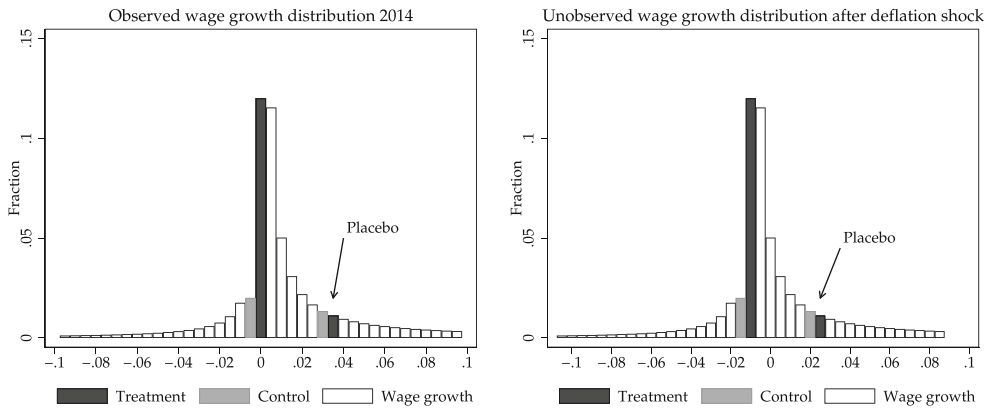 Observed wage growth distribution 2014
.15
.1
.05
0
Fraction
Placebo
−.1 −.08 −.06 −.04 −.02 0 .02 .04 .06 .08 .1
Treatment Control Wage growth
Unobserved wage growth distribution after deflation shock
.15
.1
.05
0
Fraction
Placebo
−.1 −.08 −.06 −.04 −.02 0 .02 .04 .06 .08 .1
Treatment Control Wage growth